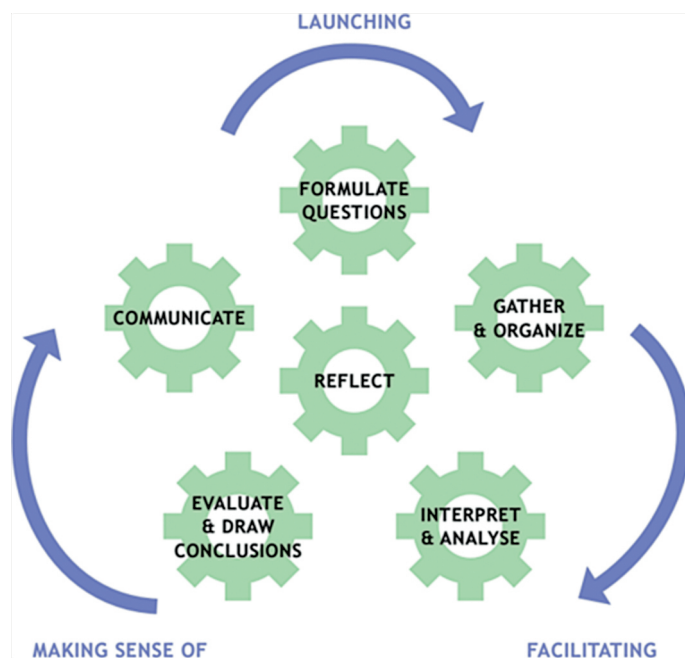 LAUNCHING
FORMULATE
QUESTIONS
COMMUNICATE
GATHER
& ORGANIZE
REFLECT
EVALUATE
& DRAW
CONCLUSIONS
INTERPRET
& ANALYSE
MAKING SENSE OF
FACILITATING